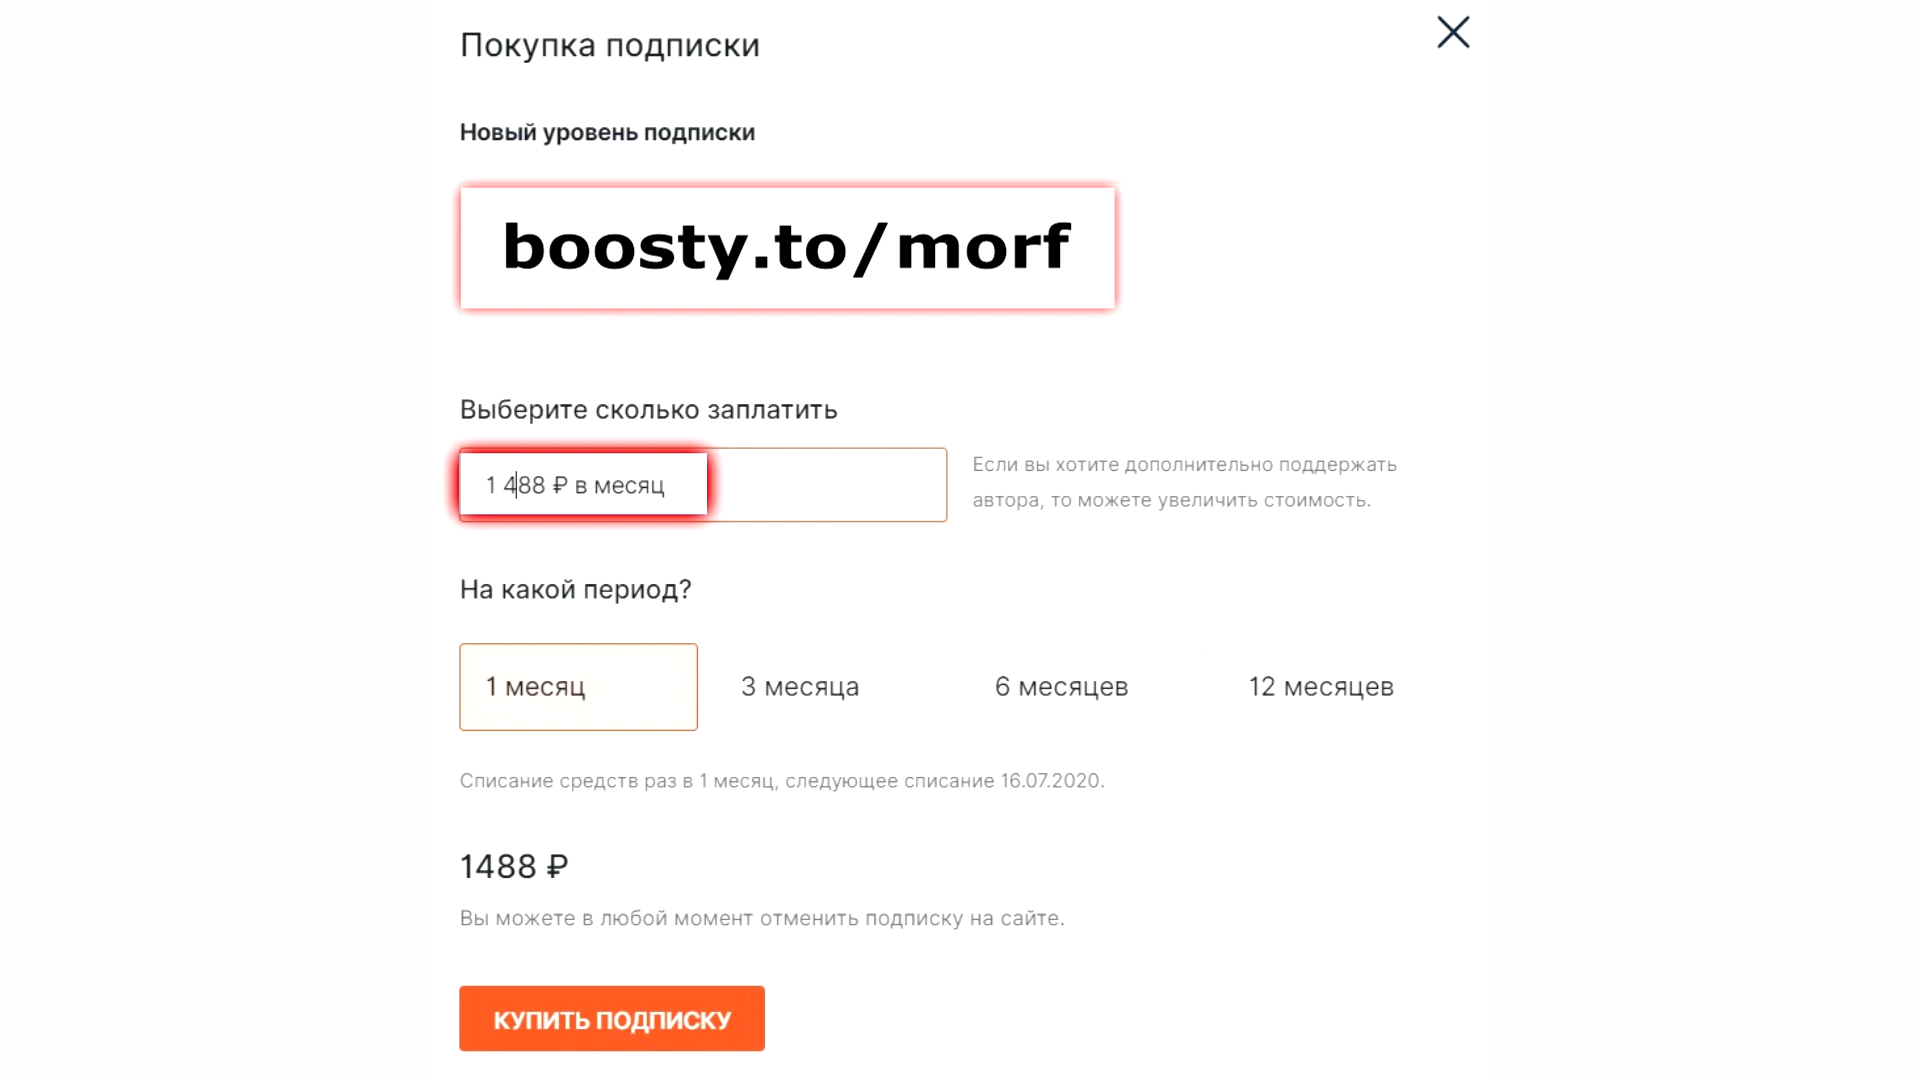 Покупка подписки
Новый уровень подписки
boosty.to/morf
Выберите сколько заплатить
1 488 ₽ в месяц
Если вы хотите дополнительно поддержать
автора, то можете увеличить стоимость.
На какой период?
1 месяц
3 месяца
6 месяцев
12 месяцев
Списание средств раз в 1 месяц, следующее списание 16.07.2020.
1488 ₽
Вы можете в любой момент отменить подписку на сайте.
КУПИТЬ ПОДПИСКУ